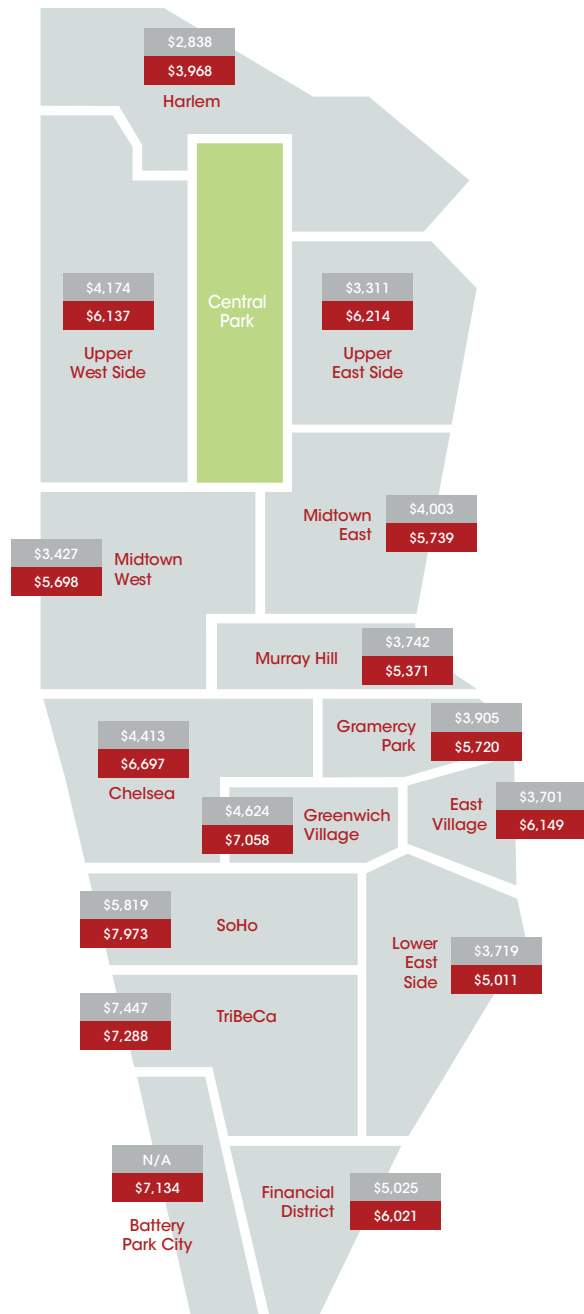 $2,838
$3,968
Harlem
$4,174
$6,137
Upper
West Side
Central
Park
$3,311
$6,214
Upper
East Side
Midtown
East
$4,003
$5,739
$3,427
$5,698
Midtown
West
Murray Hill
$3,742
$5,371
$4,413
$6,697
Chelsea
Gramercy
Park
$3,905
$5,720
$4,624
$7,058
Greenwich
Village
East
Village
$3,701
$6,149
$5,819
$7,973
SoHo
Lower
East
Side
$3,719
$5,011
$7,447
$7,288
TriBeCa
N/A
$7,134
Battery
Park City
Financial
District
$5,025
$6,021